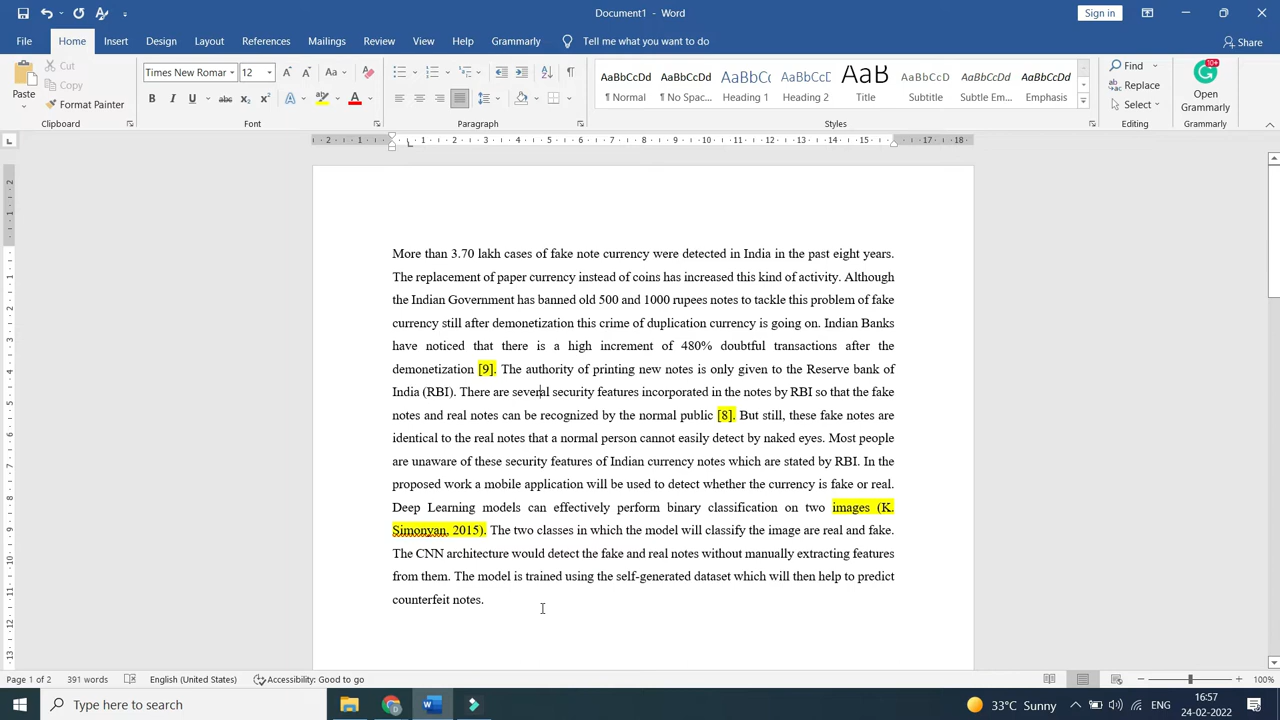 Document1 - Word
Sign in
File Home Insert Design Layout References Mailings Review View Help Grammarly Tell me what you want to do
Share
Paste
Cut
Copy
Format Painter
Clipboard
Times New Romar 12
Font
Paragraph
AaBbCcDd AaBbCcDd AaBbC( AaBbCcC AaB AaBbCcDd AaBbCcDd AaBbCcDd
¶ Normal ¶ No Spac... Heading 1 Heading 2 Title Subtitle Subtle Em... Emphasis
Styles
Find
Replace
Select
Editing
10+
Open
Grammarly
Grammarly
More than 3.70 lakh cases of fake note currency were detected in India in the past eight years.
The replacement of paper currency instead of coins has increased this kind of activity. Although
the Indian Government has banned old 500 and 1000 rupees notes to tackle this problem of fake
currency still after demonetization this crime of duplication currency is going on. Indian Banks
have noticed that there is a high increment of 480% doubtful transactions after the
demonetization [9]. The authority of printing new notes is only given to the Reserve bank of
India (RBI). There are several security features incorporated in the notes by RBI so that the fake
notes and real notes can be recognized by the normal public [8]. But still, these fake notes are
identical to the real notes that a normal person cannot easily detect by naked eyes. Most people
are unaware of these security features of Indian currency notes which are stated by RBI. In the
proposed work a mobile application will be used to detect whether the currency is fake or real.
Deep Learning models can effectively perform binary classification on two images (K.
Simonyan, 2015). The two classes in which the model will classify the image are real and fake.
The CNN architecture would detect the fake and real notes without manually extracting features
from them. The model is trained using the self-generated dataset which will then help to predict
counterfeit notes.
Page 1 of 2 391 words English (United States) Accessibility: Good to go 100%
Type here to search
33°C Sunny
ENG
16:57
24-02-2022